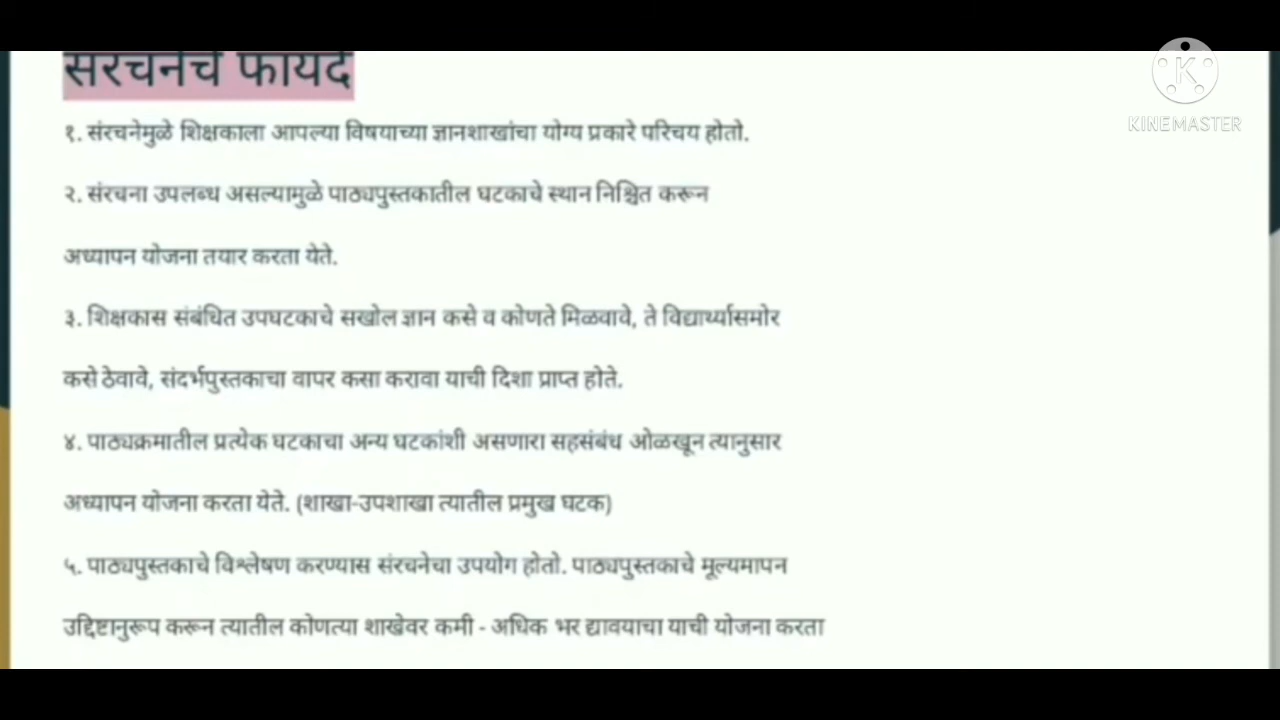 संरचनेचे फायदे
KINEMASTER
१. संरचनेमुळे शिक्षकाला आपल्या विषयाच्या ज्ञानशाखांचा योग्य प्रकारे परिचय होतो.
२. संरचना उपलब्ध असल्यामुळे पाठ्यपुस्तकातील घटकाचे स्थान निश्चित करून
अध्यापन योजना तयार करता येते.
३. शिक्षकास संबंधित उपघटकाचे सखोल ज्ञान कसे व कोणते मिळवावे, ते विद्यार्थ्यासमोर
कसे ठेवावे, संदर्भपुस्तकाचा वापर कसा करावा याची दिशा प्राप्त होते.
४. पाठ्यक्रमातील प्रत्येक घटकाचा अन्य घटकांशी असणारा सहसंबंध ओळखून त्यानुसार
अध्यापन योजना करता येते. (शाखा-उपशाखा त्यातील प्रमुख घटक)
५. पाठ्यपुस्तकाचे विश्लेषण करण्यास संरचनेचा उपयोग होतो. पाठ्यपुस्तकाचे मूल्यमापन
उद्दिष्टानुरूप करून त्यातील कोणत्या शाखेवर कमी - अधिक भर द्यावयाचा याची योजना करता